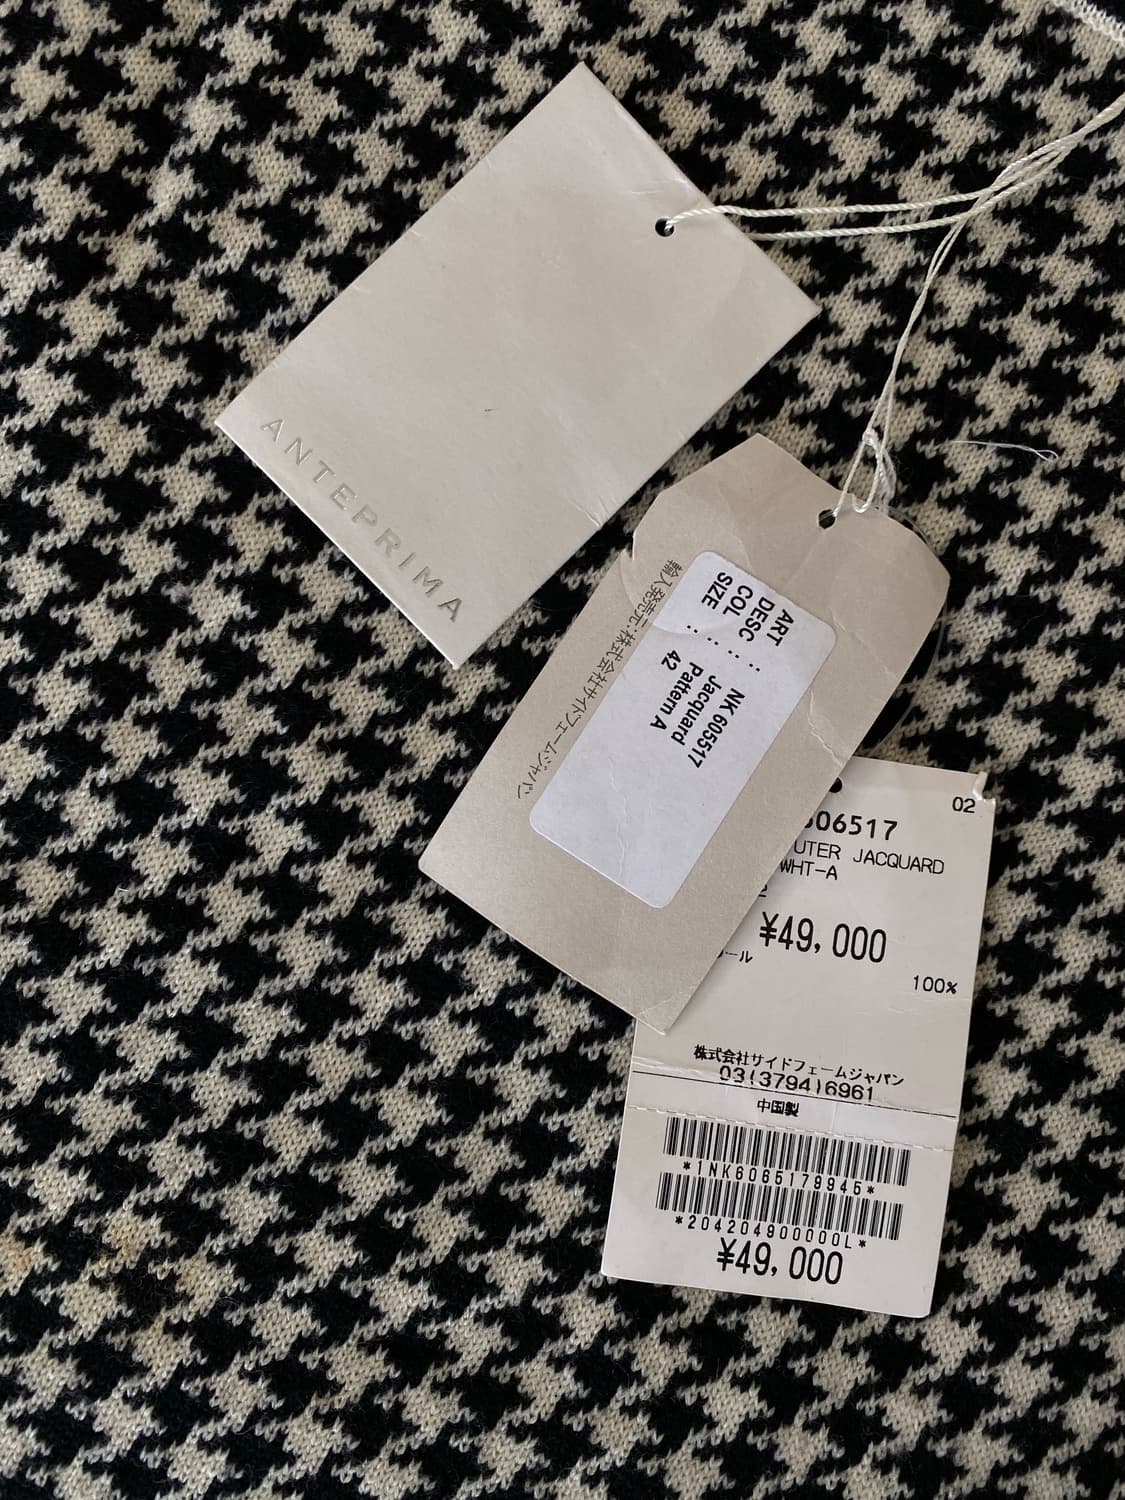 ANTEPRIMA
ART : NK 605517
DESC : Jacquard
COL : Pattern A
SIZE : 42
輸入発売元:株式会社サイドフェームジャパン
02
606517
UTER JACQUARD
WHT-A
¥49,000
ール
100%
株式会社サイドフェームジャパン
03(3794)6961
中国製
*1NK6065179945*
*204204900000L*
¥49,000